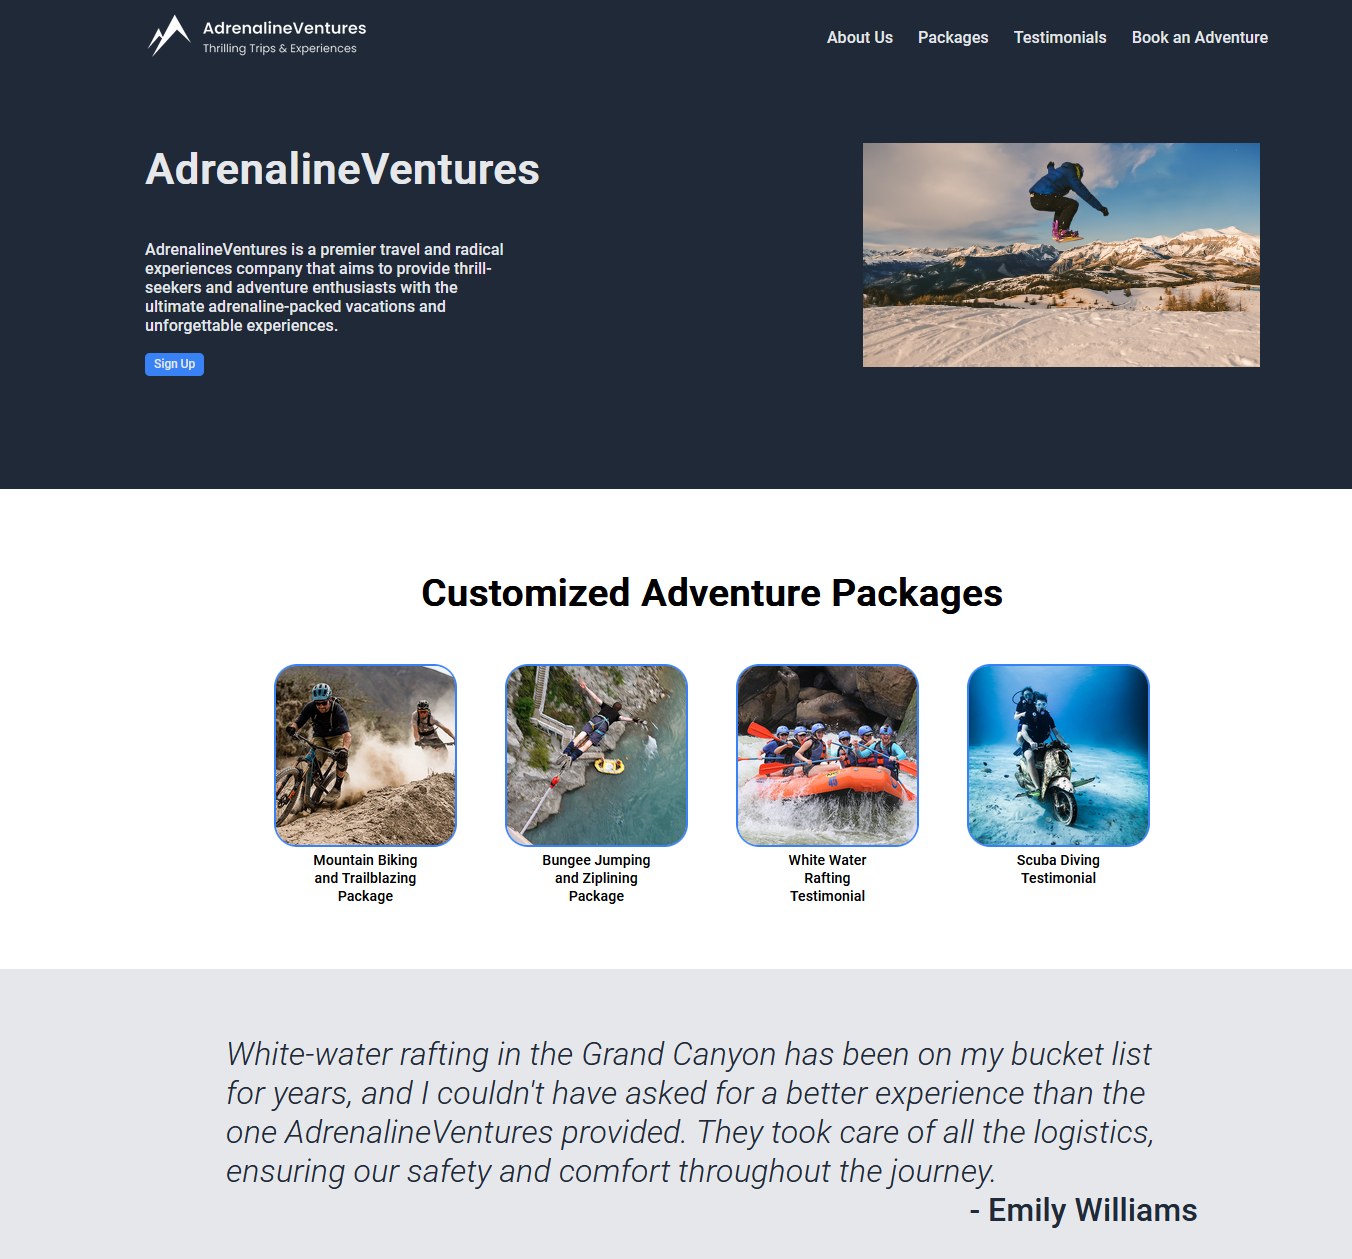 AdrenalineVentures
Thrilling Trips & Experiences
About Us Packages Testimonials Book an Adventure
AdrenalineVentures
AdrenalineVentures is a premier travel and radical
experiences company that aims to provide thrill-
seekers and adventure enthusiasts with the
ultimate adrenaline-packed vacations and
unforgettable experiences.
Sign Up
Customized Adventure Packages
Mountain Biking
and Trailblazing
Package
Bungee Jumping
and Ziplining
Package
White Water
Rafting
Testimonial
Scuba Diving
Testimonial
White-water rafting in the Grand Canyon has been on my bucket list
for years, and I couldn't have asked for a better experience than the
one AdrenalineVentures provided. They took care of all the logistics,
ensuring our safety and comfort throughout the journey.
- Emily Williams